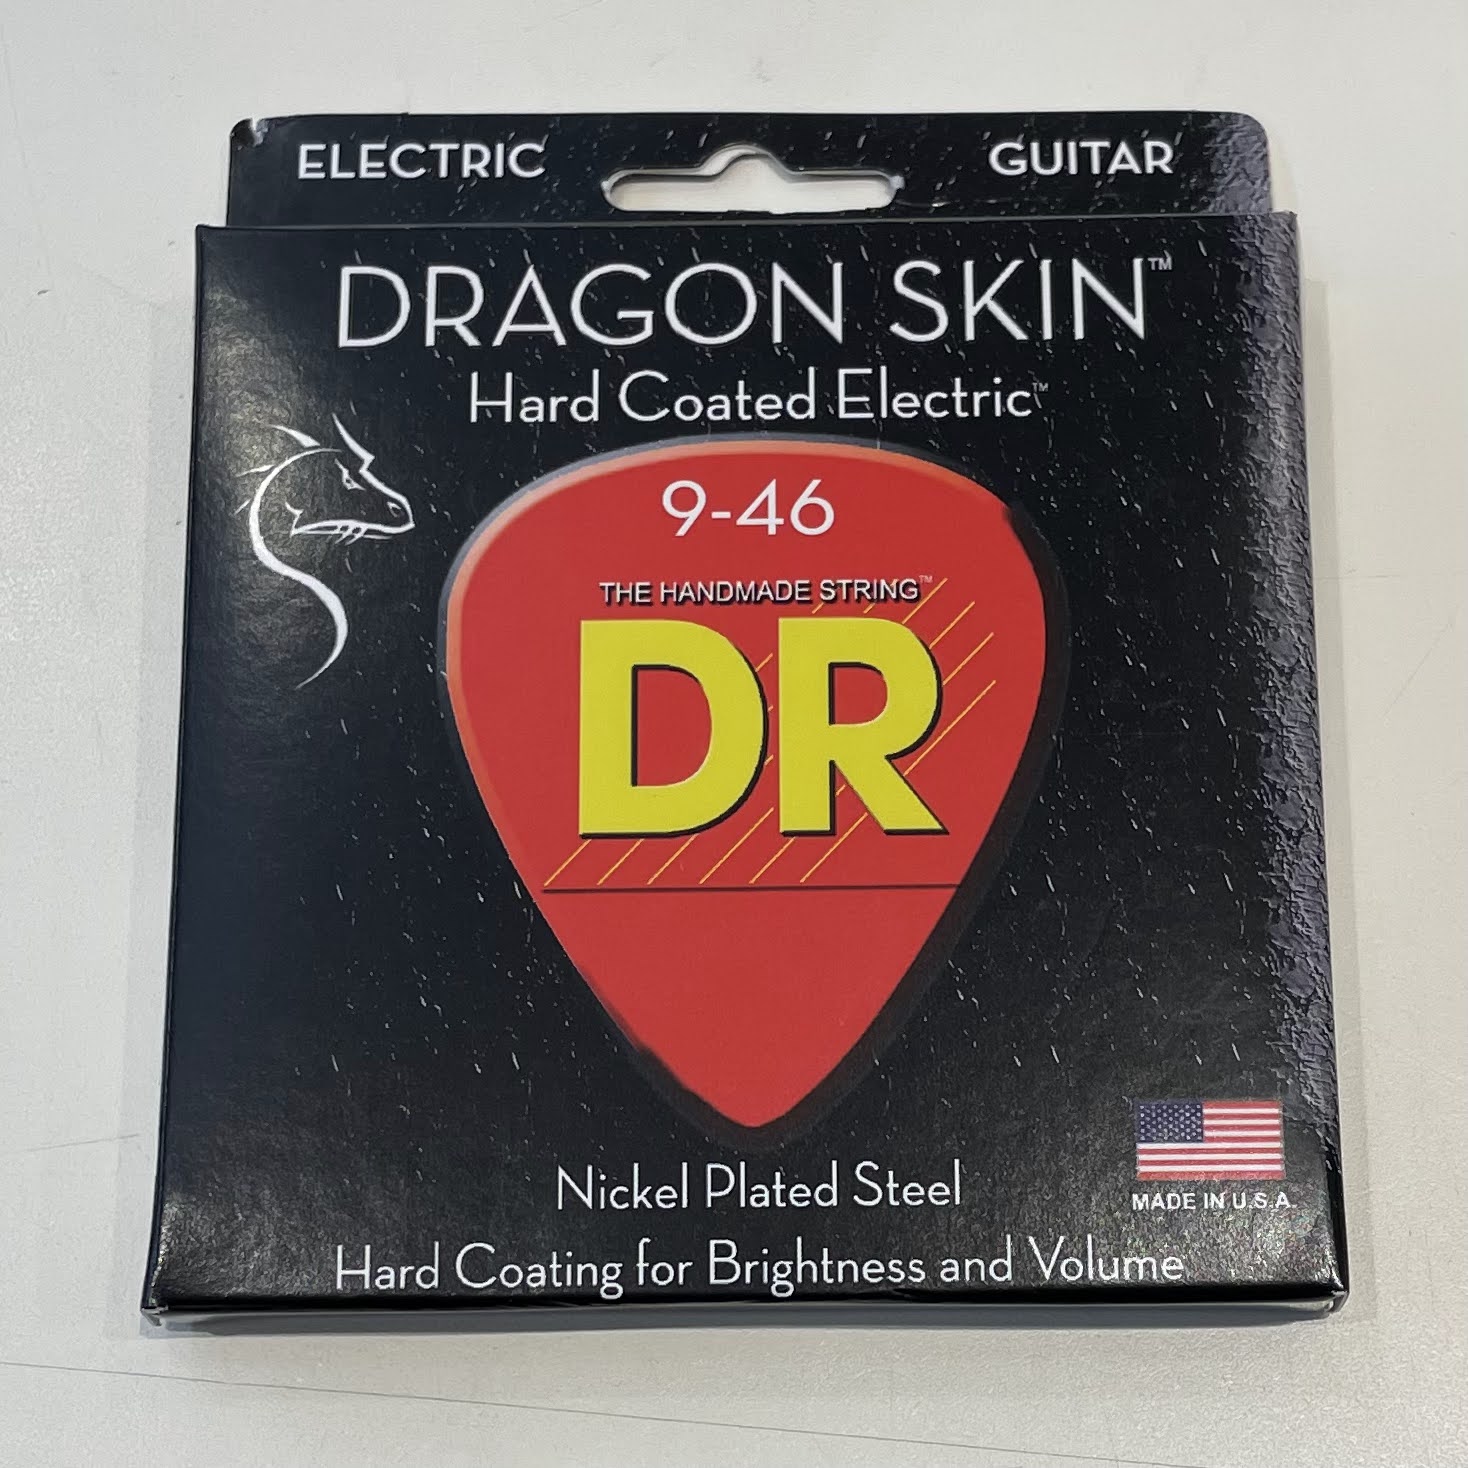 ELECTRIC GUITAR
DRAGON SKIN™
Hard Coated Electric™
9-46
THE HANDMADE STRING™
DR
Nickel Plated Steel
MADE IN U.S.A.
Hard Coating for Brightness and Volume